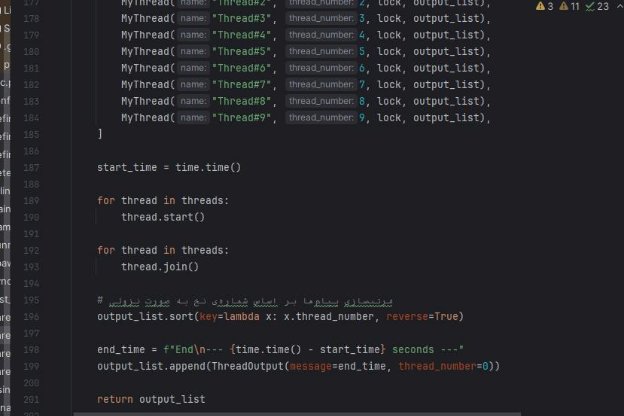 177 MyThread( name: "Thread#2", thread_number: 2, lock, output_list),
178 MyThread( name: "Thread#3", thread_number: 3, lock, output_list),
179 MyThread( name: "Thread#4", thread_number: 4, lock, output_list),
180 MyThread( name: "Thread#5", thread_number: 5, lock, output_list),
181 MyThread( name: "Thread#6", thread_number: 6, lock, output_list),
182 MyThread( name: "Thread#7", thread_number: 7, lock, output_list),
183 MyThread( name: "Thread#8", thread_number: 8, lock, output_list),
184 MyThread( name: "Thread#9", thread_number: 9, lock, output_list),
185 ]
186
187 start_time = time.time()
188
189 for thread in threads:
190 thread.start()
191
192 for thread in threads:
193 thread.join()
194
195 # مرتبسازی پیام‌ها بر اساس شماره‌ی نخ به صورت نزولی
196 output_list.sort(key=lambda x: x.thread_number, reverse=True)
197
198 end_time = f"End\n--- {time.time() - start_time} seconds ---"
199 output_list.append(ThreadOutput(message=end_time, thread_number=0))
200
201 return output_list
3 11 23